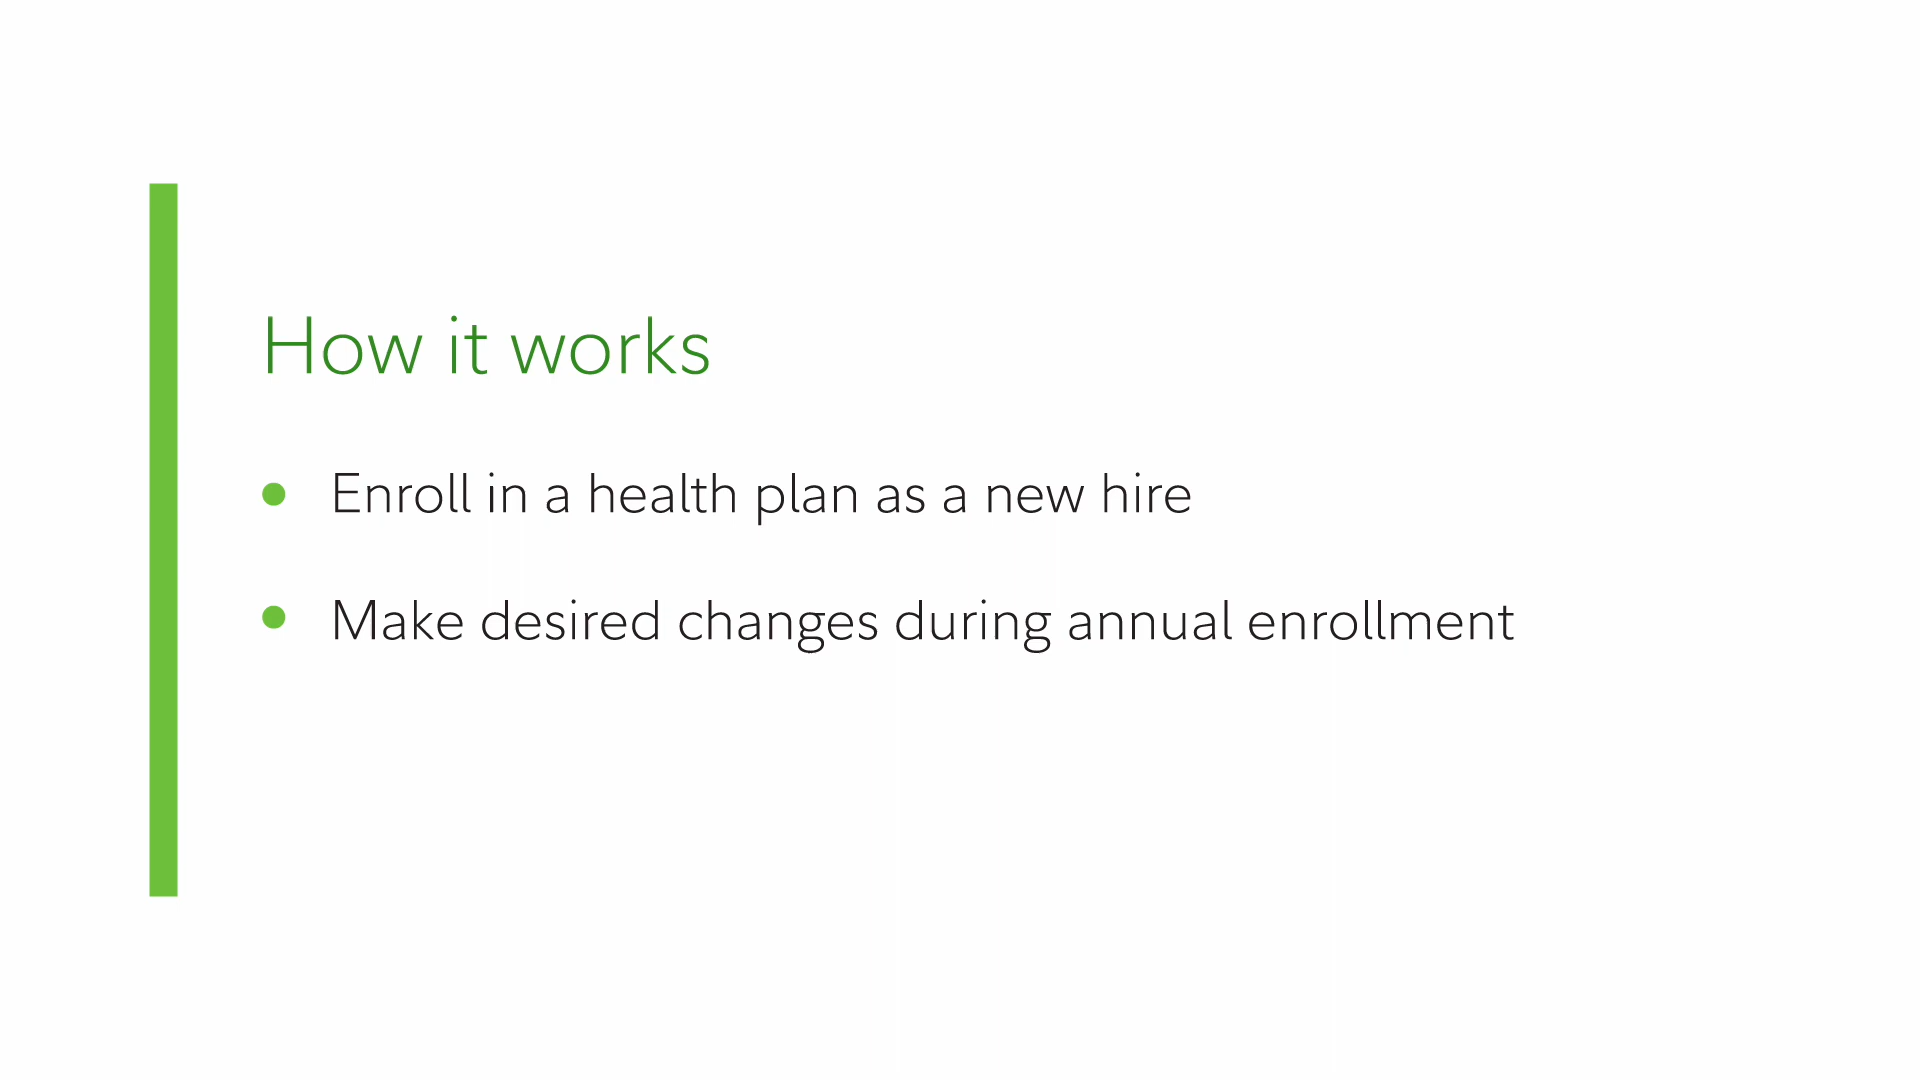 How it works
Enroll in a health plan as a new hire
Make desired changes during annual enrollment